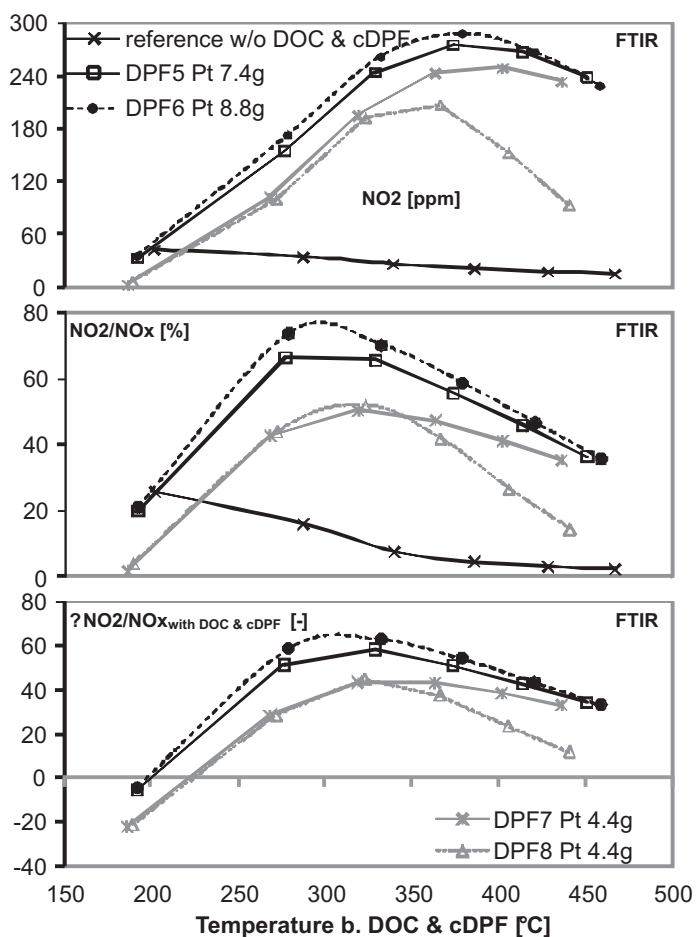 300
240
180
120
60
0
reference w/o DOC & cDPF
DPF5 Pt 7.4g
DPF6 Pt 8.8g
FTIR
NO2 [ppm]
80
60
40
20
0
NO2/NOx [%]
FTIR
80
60
40
20
0
-20
-40
?NO2/NOx with DOC & cDPF [-]
FTIR
DPF7 Pt 4.4g
DPF8 Pt 4.4g
150 200 250 300 350 400 450 500
Temperature b. DOC & cDPF [°C]